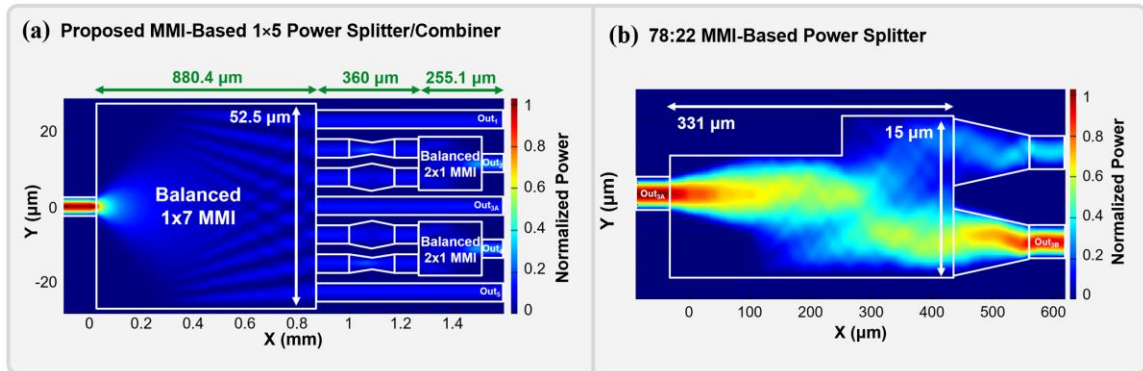 (a) Proposed MMI-Based 1×5 Power Splitter/Combiner
880.4 µm 360 µm 255.1 µm
52.5 µm
Balanced
1x7 MMI
Out₁
Balanced
2x1 MMI
Out₂
Out₃A
Balanced
2x1 MMI
Out₄
Out₅
20
0
-20
Y (µm)
0 0.2 0.4 0.6 0.8 1 1.2 1.4
X (mm)
1
0.8
0.6
0.4
0.2
0
Normalized Power
(b) 78:22 MMI-Based Power Splitter
331 µm
15 µm
Out₃A
Out₃B
Y (µm)
0 100 200 300 400 500 600
X (µm)
1
0.8
0.6
0.4
0.2
0
Normalized Power